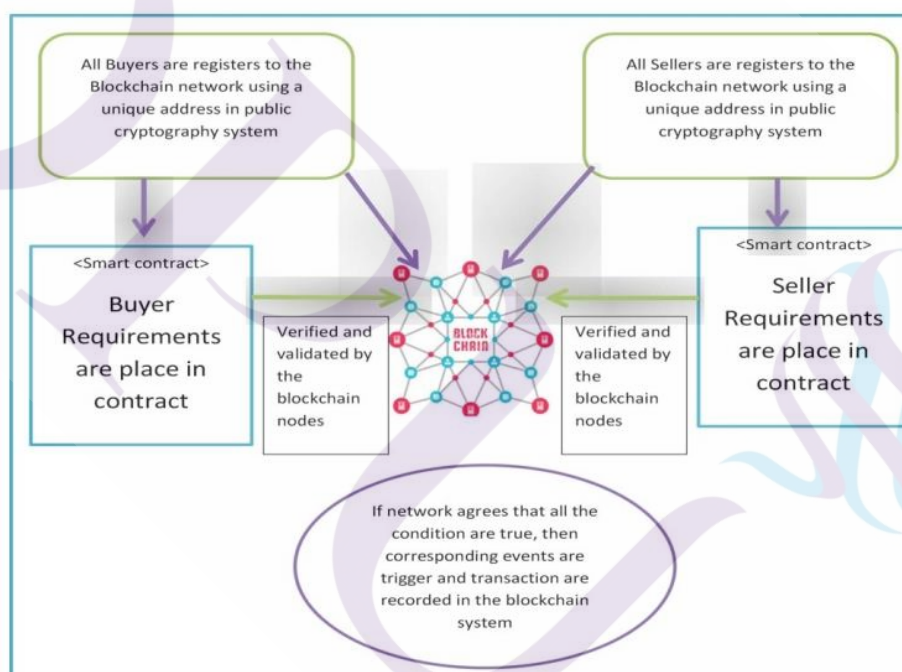 All Buyers are registers to the
Blockchain network using a
unique address in public
cryptography system
All Sellers are registers to the
Blockchain network using a
unique address in public
cryptography system
<Smart contract>
Buyer
Requirements
are place in
contract
Verified and
validated by
the
blockchain
nodes
BLOCK
CHAIN
Verified and
validated by
the
blockchain
nodes
<Smart contract>
Seller
Requirements
are place in
contract
If network agrees that all the
condition are true, then
corresponding events are
trigger and transaction are
recorded in the blockchain
system